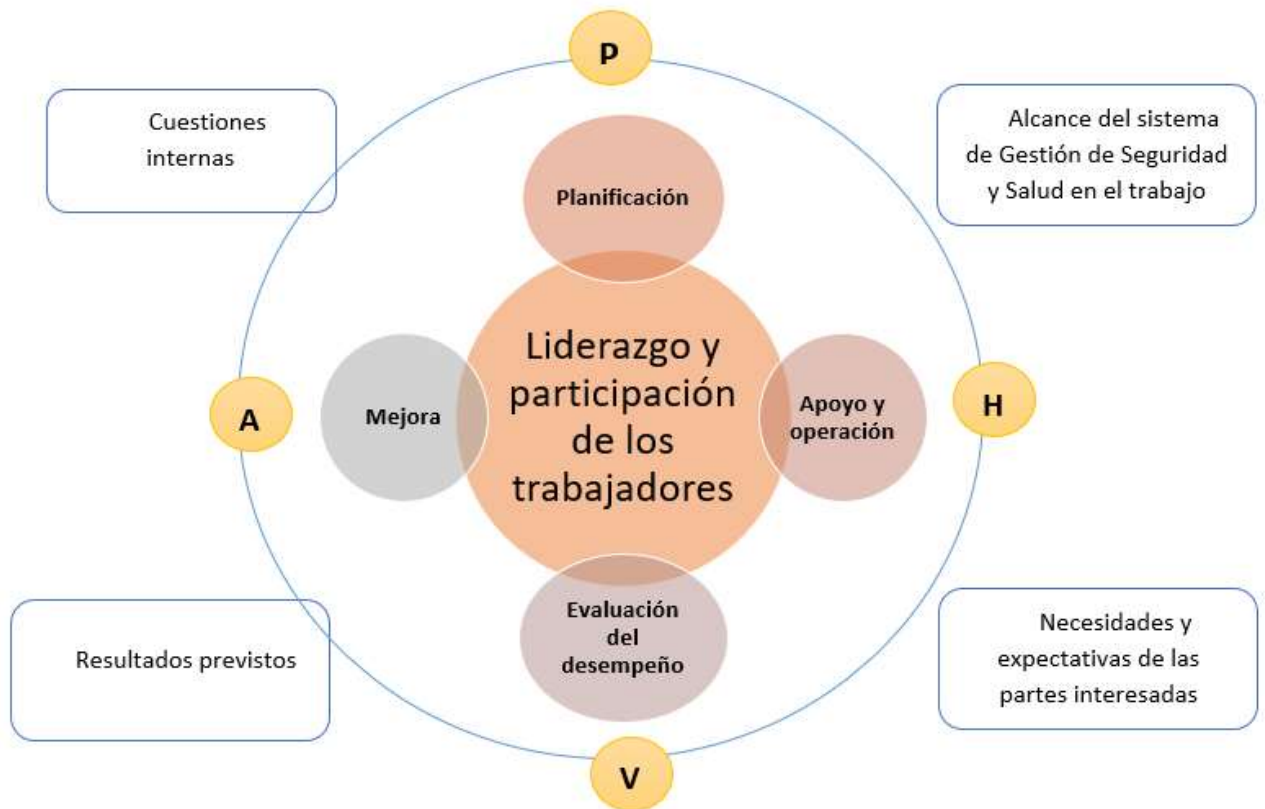 P
Cuestiones
internas
Alcance del sistema
de Gestión de Seguridad
y Salud en el trabajo
Planificación
Liderazgo y
participación
de los
trabajadores
A
Mejora
Apoyo y
operación
H
Evaluación
del
desempeño
Resultados previstos
Necesidades y
expectativas de las
partes interesadas
V